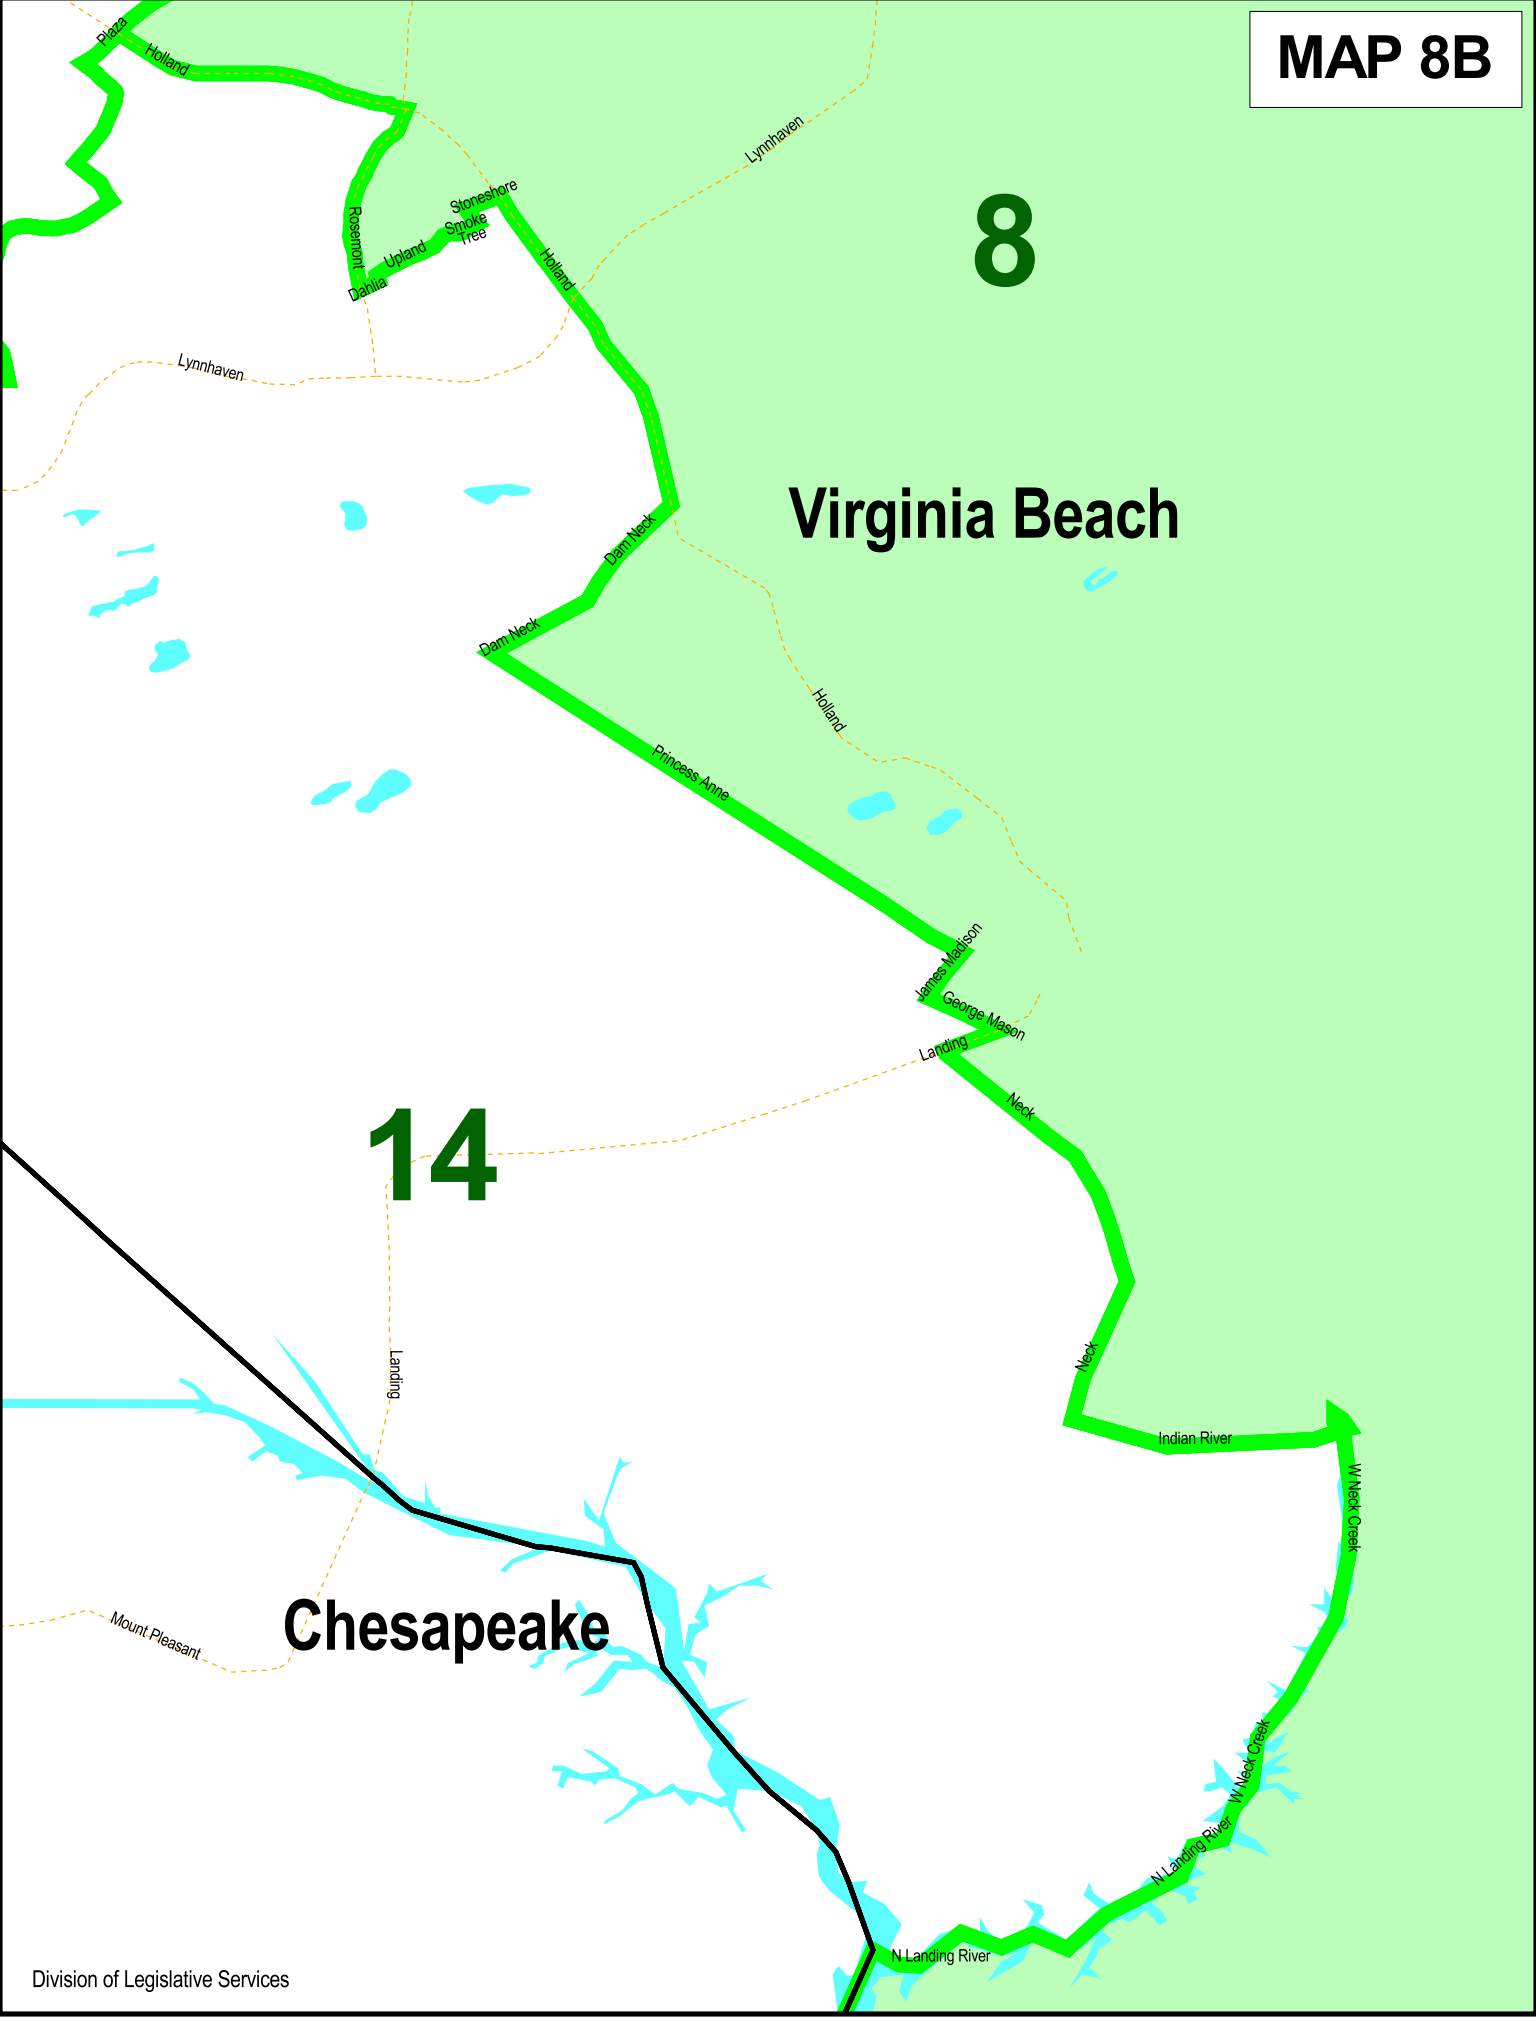 MAP 8B
Plaza
Holland
Lynnhaven
Stoneshore
Smoke
Tree
Rosemont
Upland
Dahlia
Holland
8
Lynnhaven
Virginia Beach
Dam Neck
Dam Neck
Holland
Princess Anne
James Madison
George Mason
Landing
Neck
14
Landing
Neck
Indian River
W Neck Creek
Chesapeake
Mount Pleasant
W Neck Creek
N Landing River
N Landing River
Division of Legislative Services